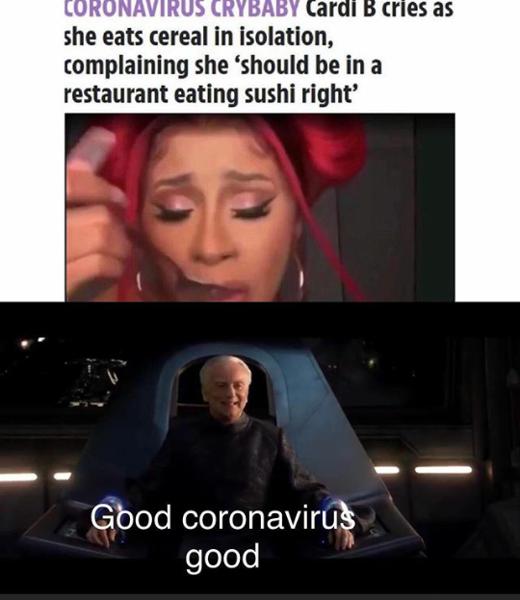 CORONAVIRUS CRYBABY Cardi B cries as
she eats cereal in isolation,
complaining she ‘should be in a
restaurant eating sushi right’
Good coronavirus
good